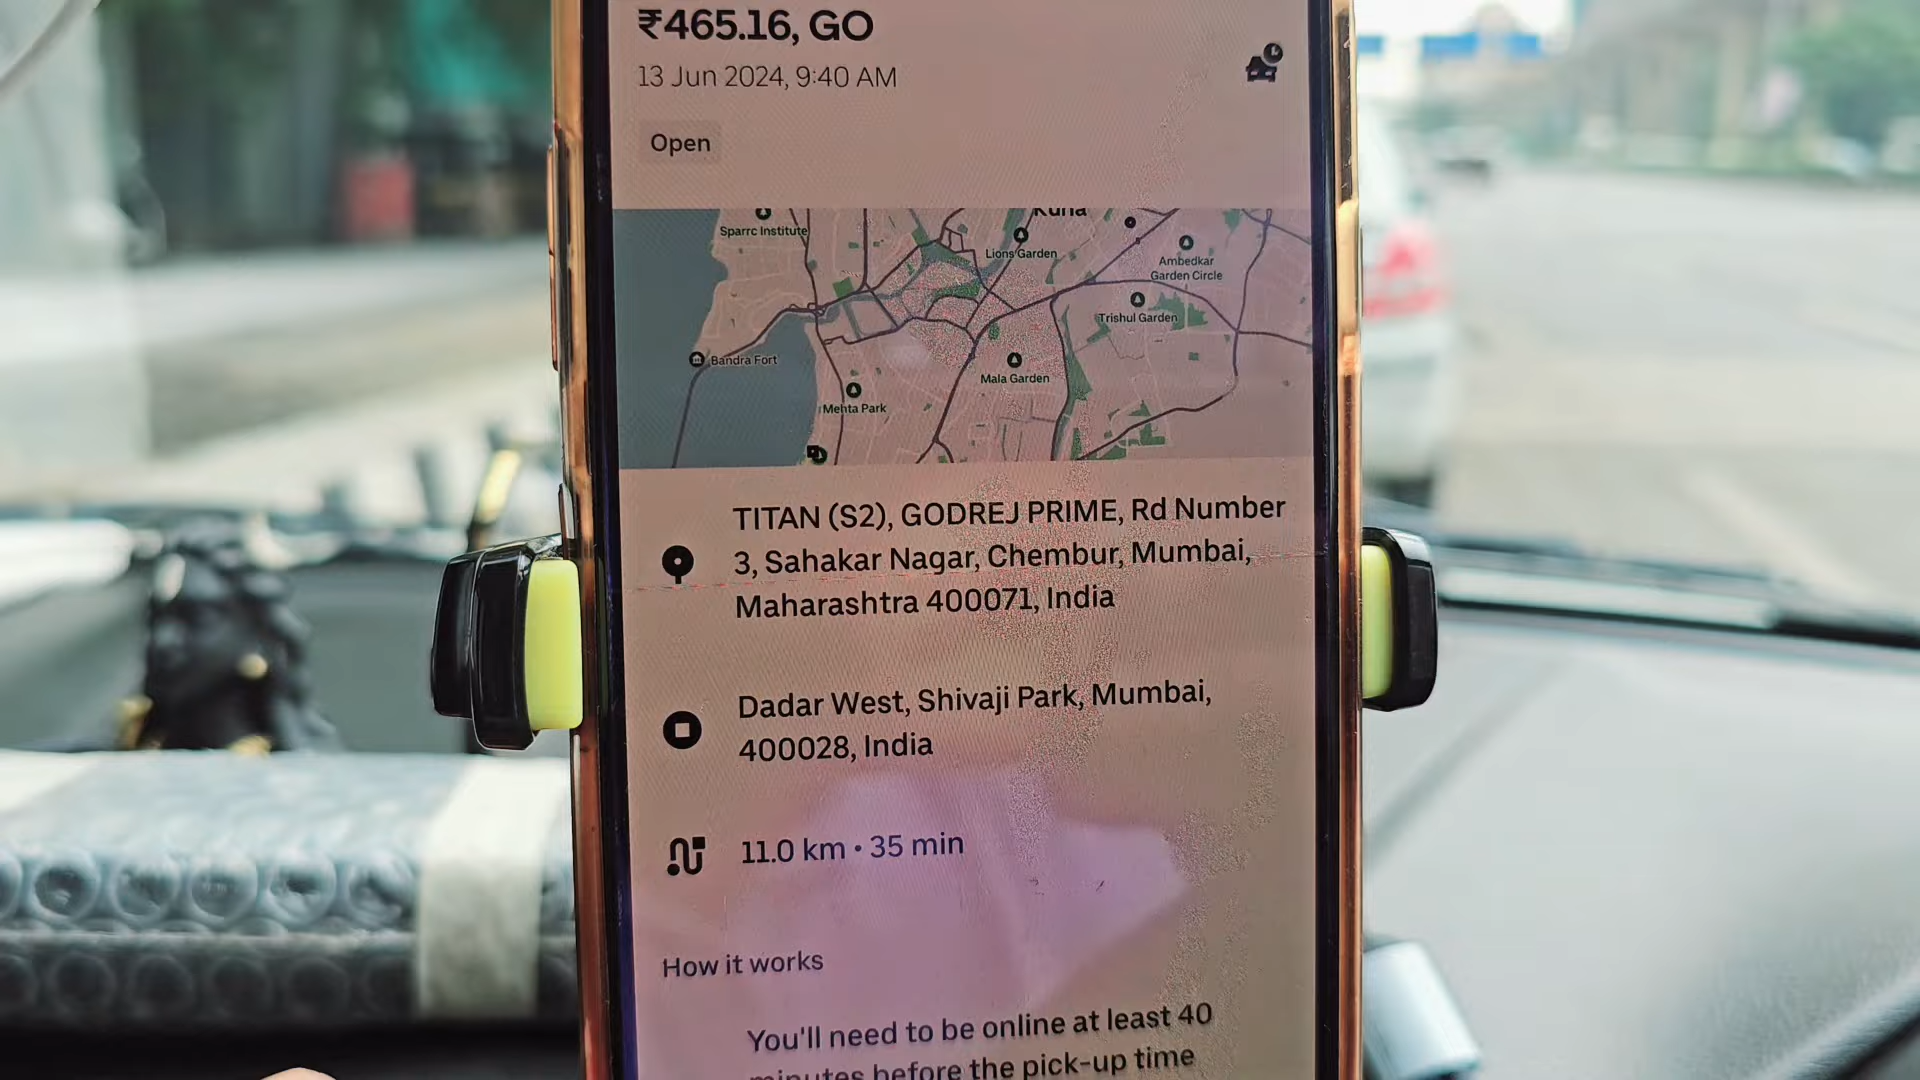 ₹465.16, GO
13 Jun 2024, 9:40 AM
Open
Sparrc Institute
Lions Garden
Ambedkar
Garden Circle
Trishul Garden
Bandra Fort
Mala Garden
Mehta Park
TITAN (S2), GODREJ PRIME, Rd Number
3, Sahakar Nagar, Chembur, Mumbai,
Maharashtra 400071, India
Dadar West, Shivaji Park, Mumbai,
400028, India
11.0 km • 35 min
How it works
You'll need to be online at least 40
minutes before the pick-up time